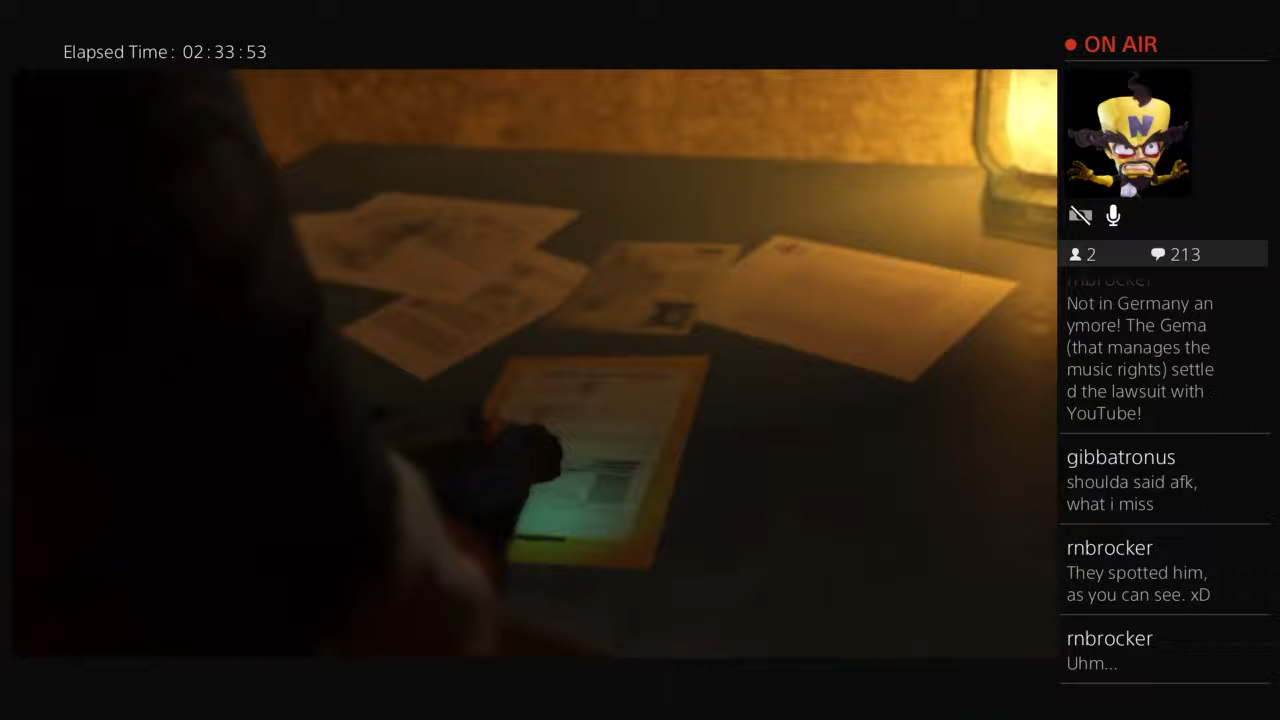 Elapsed Time: 02:33:53
ON AIR
N
2
213
rnbrocker
Not in Germany an
ymore! The Gema
(that manages the
music rights) settle
d the lawsuit with
YouTube!
gibbatronus
shoulda said afk,
what i miss
rnbrocker
They spotted him,
as you can see. xD
rnbrocker
Uhm...